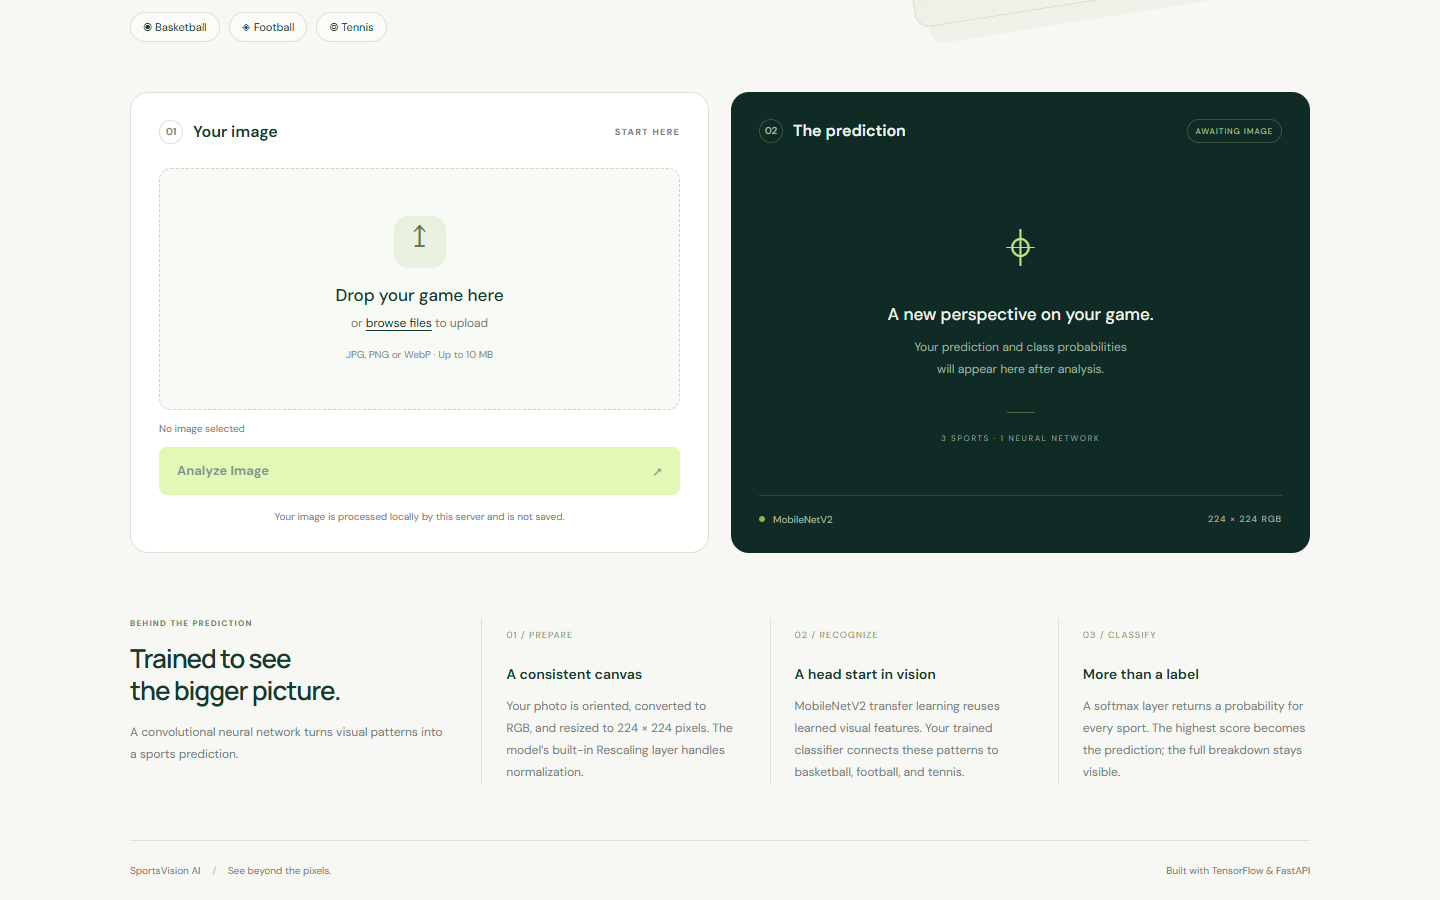 Basketball
Football
Tennis
01 Your image
START HERE
Drop your game here
or browse files to upload
JPG, PNG or WebP · Up to 10 MB
No image selected
Analyze Image ↗
Your image is processed locally by this server and is not saved.
02 The prediction
AWAITING IMAGE
A new perspective on your game.
Your prediction and class probabilities
will appear here after analysis.
3 SPORTS · 1 NEURAL NETWORK
MobileNetV2
224 × 224 RGB
BEHIND THE PREDICTION
Trained to see
the bigger picture.
A convolutional neural network turns visual patterns into
a sports prediction.
01 / PREPARE
A consistent canvas
Your photo is oriented, converted to
RGB, and resized to 224 × 224 pixels. The
model’s built-in Rescaling layer handles
normalization.
02 / RECOGNIZE
A head start in vision
MobileNetV2 transfer learning reuses
learned visual features. Your trained
classifier connects these patterns to
basketball, football, and tennis.
03 / CLASSIFY
More than a label
A softmax layer returns a probability for
every sport. The highest score becomes
the prediction; the full breakdown stays
visible.
SportsVision AI / See beyond the pixels.
Built with TensorFlow & FastAPI